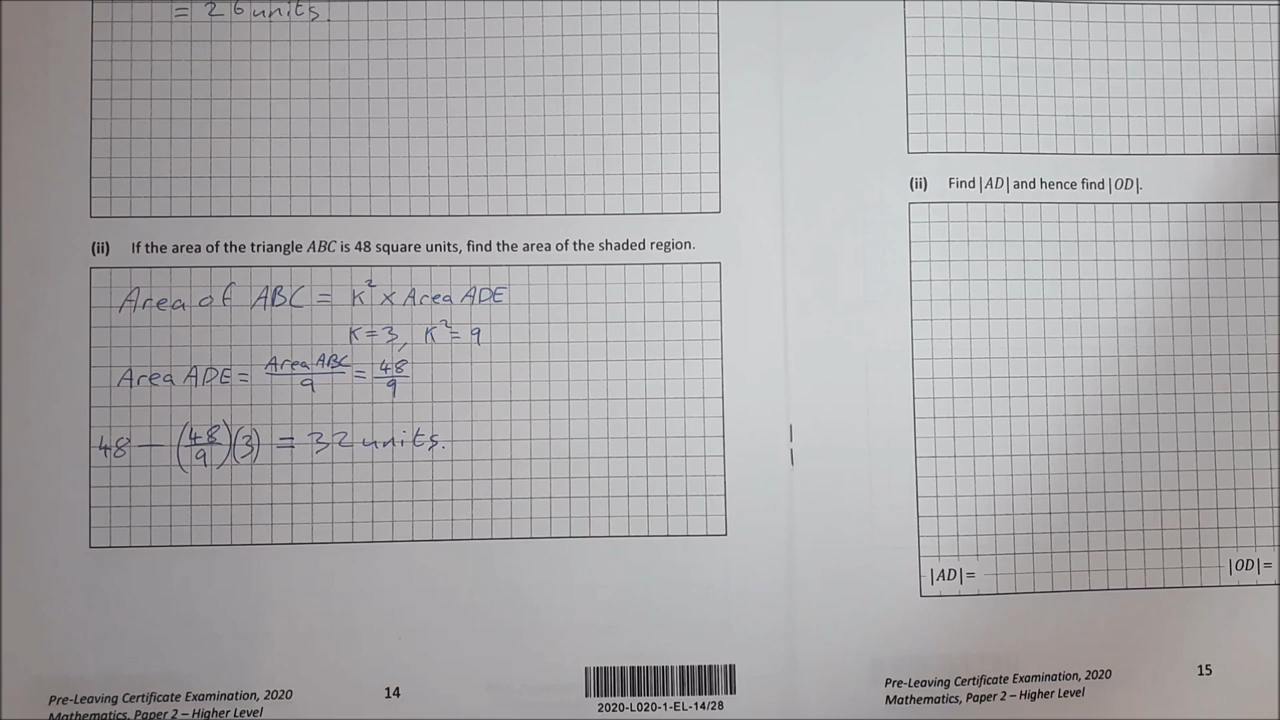 = 26 units.
(ii) If the area of the triangle ABC is 48 square units, find the area of the shaded region.
Area of ABC = K² × Area ADE
K = 3, K² = 9
Area ADE = Area ABC / 9 = 48 / 9
48 - (48/9)(3) = 32 units.
Pre-Leaving Certificate Examination, 2020
Mathematics, Paper 2 – Higher Level
14
2020-L020-1-EL-14/28
(ii) Find |AD| and hence find |OD|.
|AD| =
|OD| =
Pre-Leaving Certificate Examination, 2020
Mathematics, Paper 2 – Higher Level
15